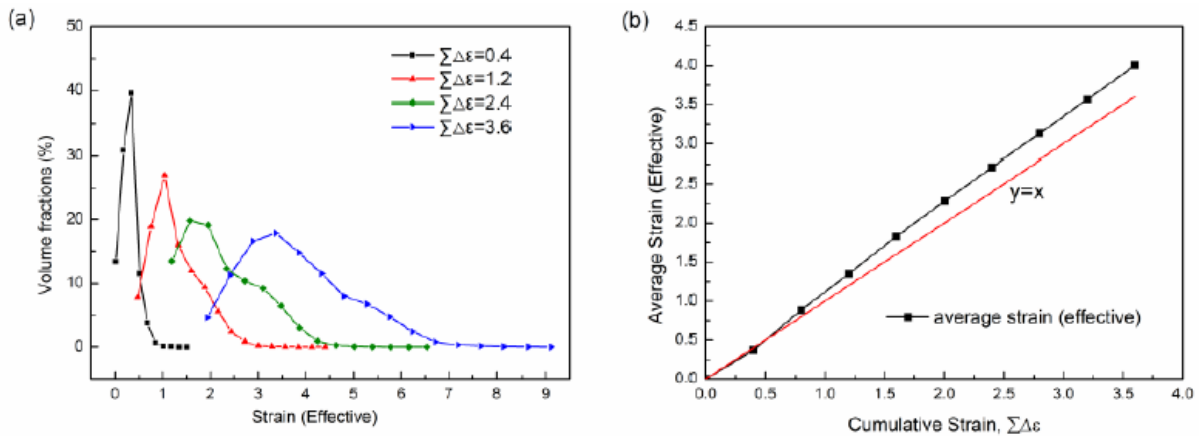 (a)
50
40
30
20
10
0
Volume fractions (%)
0 1 2 3 4 5 6 7 8 9
Strain (Effective)
∑Δε=0.4
∑Δε=1.2
∑Δε=2.4
∑Δε=3.6
(b)
4.5
4.0
3.5
3.0
2.5
2.0
1.5
1.0
0.5
0.0
Average Strain (Effective)
y=x
average strain (effective)
0.0 0.5 1.0 1.5 2.0 2.5 3.0 3.5 4.0
Cumulative Strain, ∑Δε